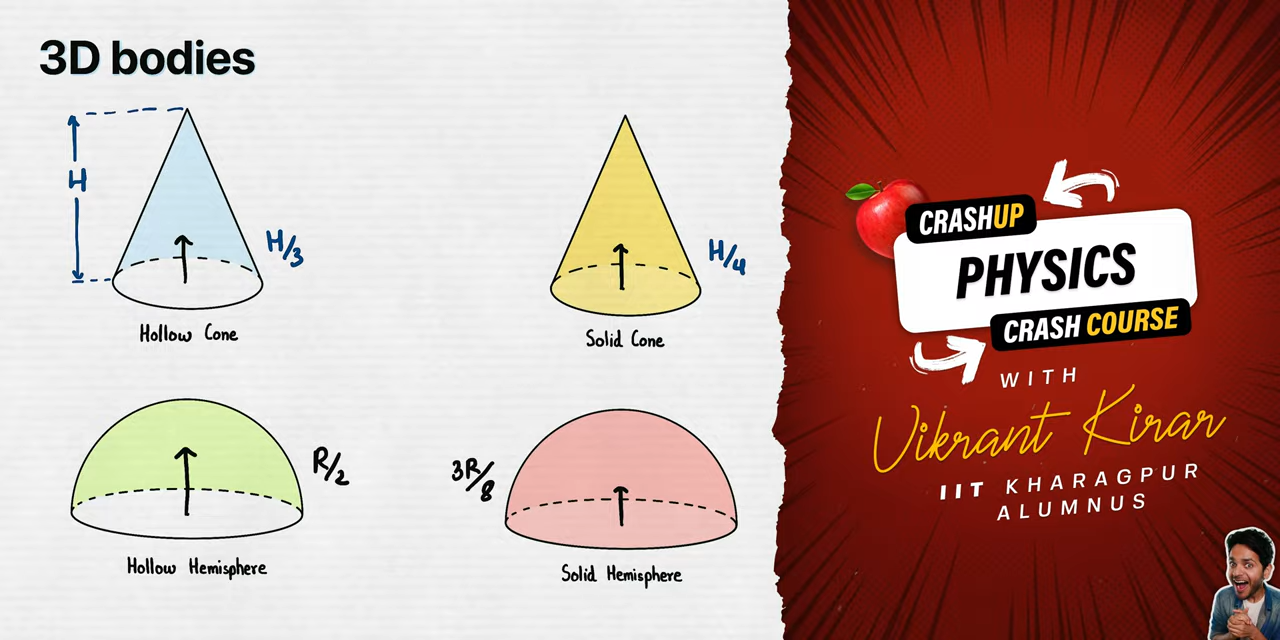 3D bodies
H
H/3
Hollow Cone
H/4
Solid Cone
R/2
Hollow Hemisphere
3R/8
Solid Hemisphere
CRASHUP
PHYSICS
CRASH COURSE
WITH
Vikrant Kirar
IIT KHARAGPUR
ALUMNUS